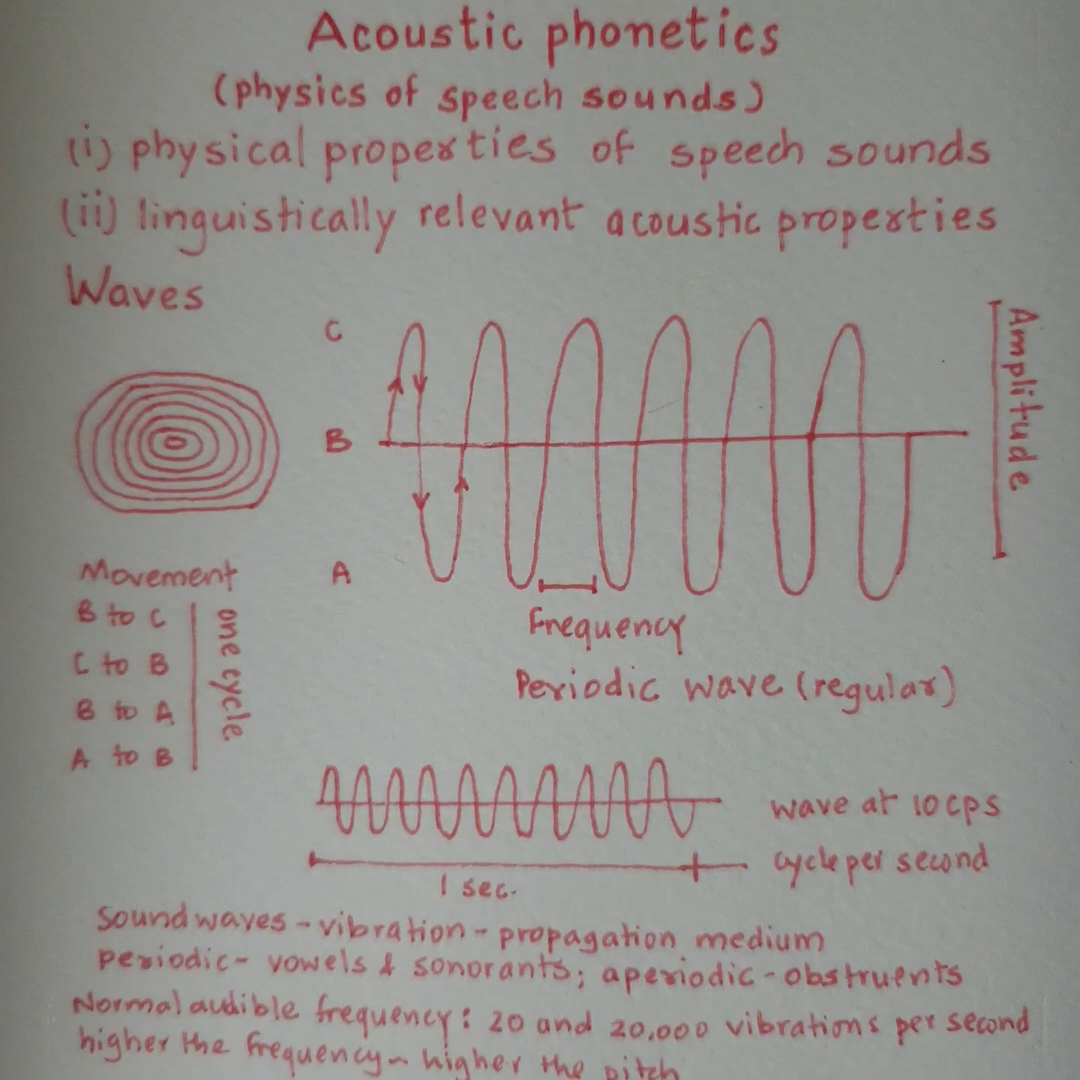 Acoustic phonetics
(physics of speech sounds)
(i) physical properties of speech sounds
(ii) linguistically relevant acoustic properties
Waves
C
B
A
Amplitude
Frequency
Periodic wave (regular)
Movement
B to C
C to B
B to A
A to B
one cycle
wave at 10 cps
cycle per second
1 sec.
Sound waves - vibration - propagation medium
periodic - vowels & sonorants; aperiodic - obstruents
Normal audible frequency: 20 and 20,000 vibrations per second
higher the frequency - higher the pitch